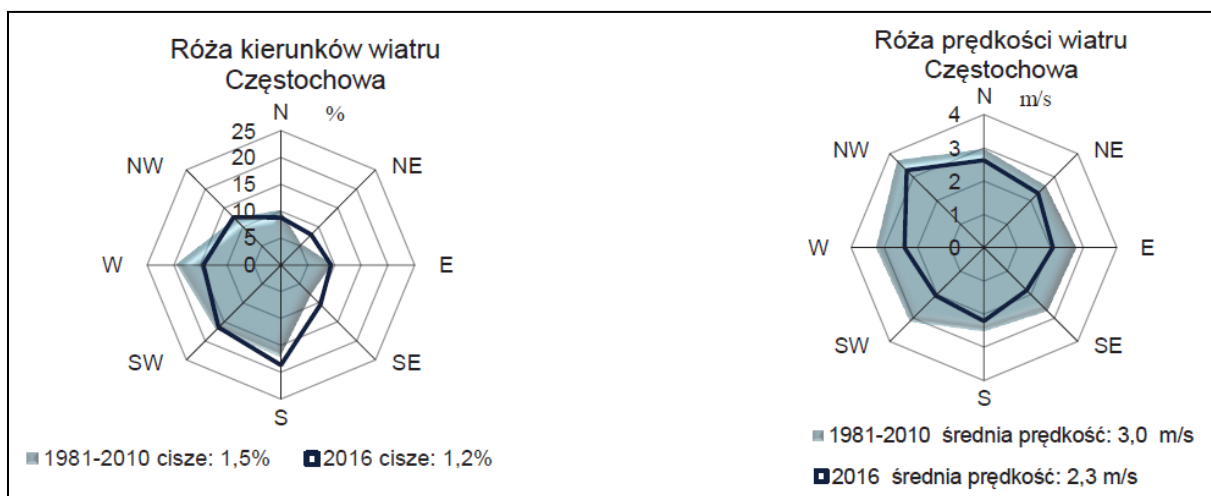 Róża kierunków wiatru
Częstochowa
N
%
25
20
15
10
5
0
NW
NE
W
E
SW
SE
S
1981-2010 cisze: 1,5%
2016 cisze: 1,2%
Róża prędkości wiatru
Częstochowa
N
m/s
4
3
2
1
0
NW
NE
W
E
SW
SE
S
1981-2010 średnia prędkość: 3,0 m/s
2016 średnia prędkość: 2,3 m/s